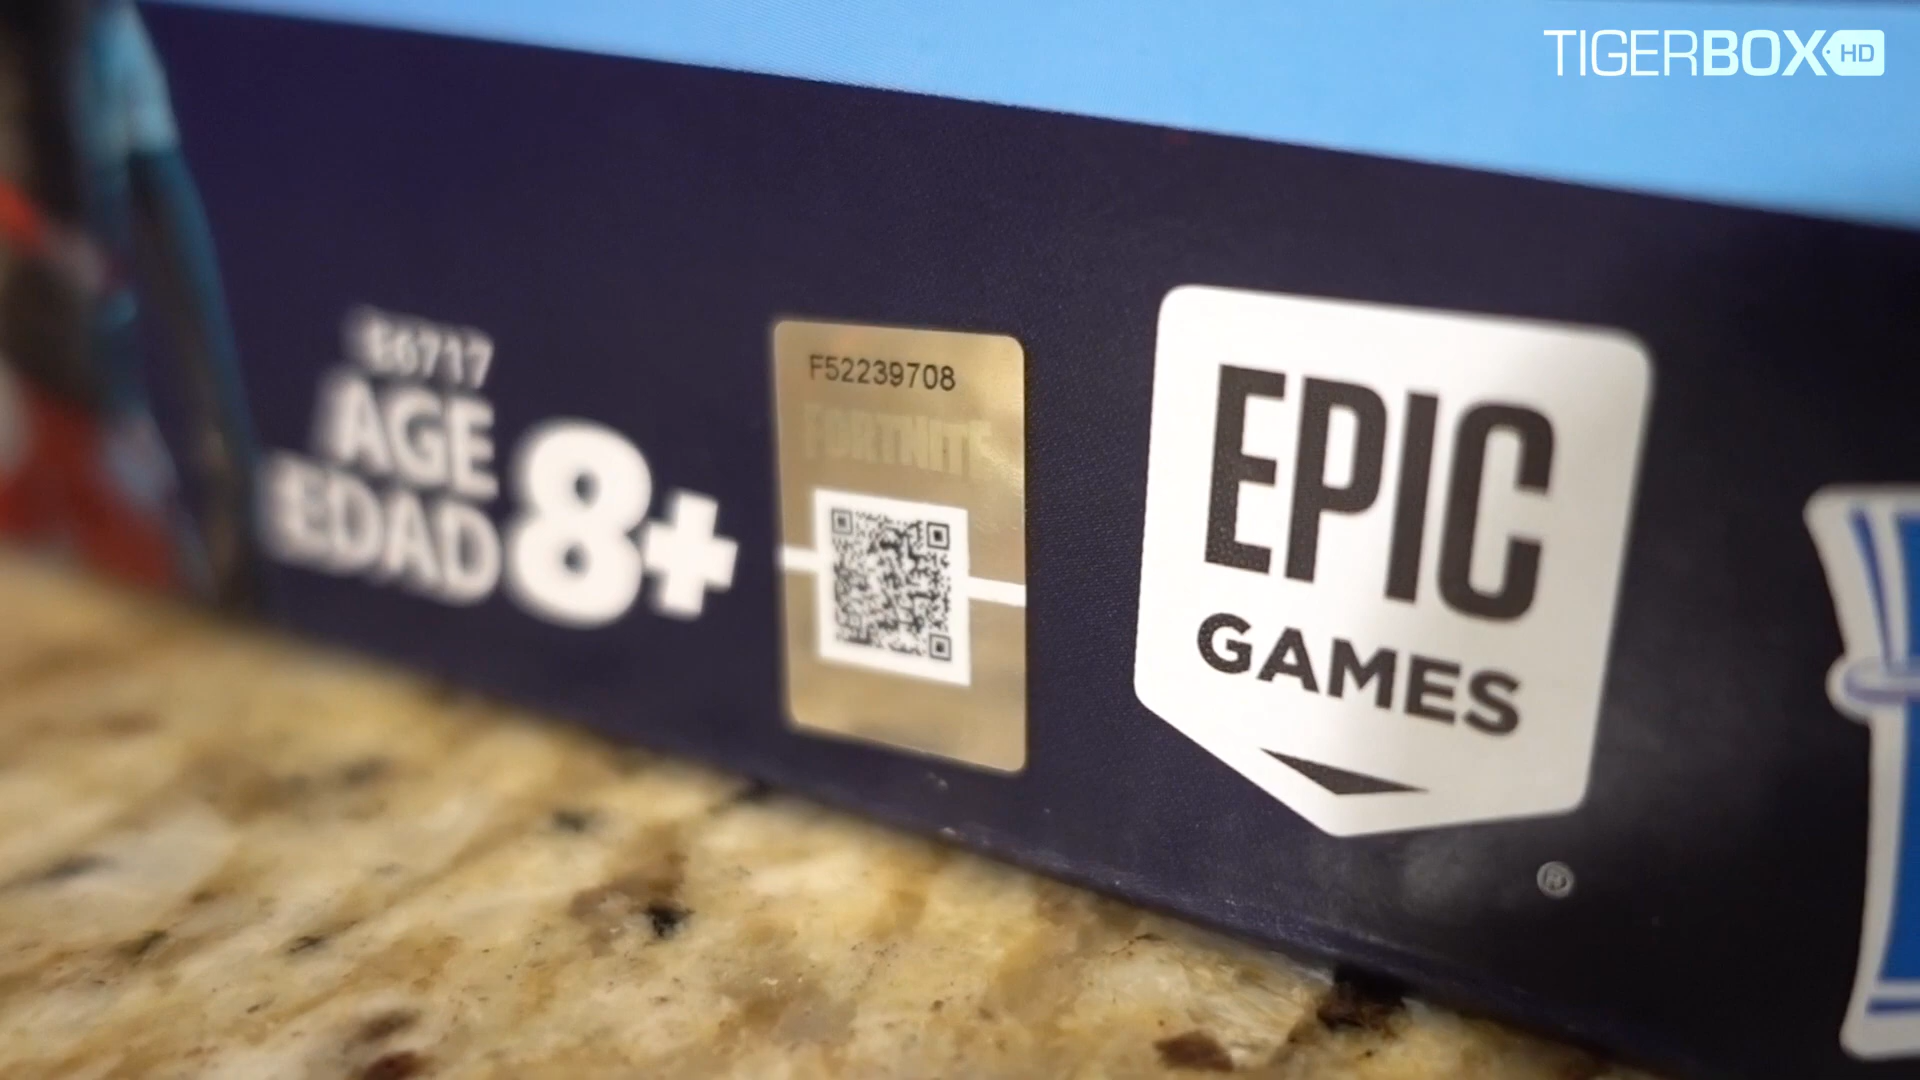 TIGERBOX HD
F52239708
FORTNITE
AGE
EDAD
8+
EPIC
GAMES
®